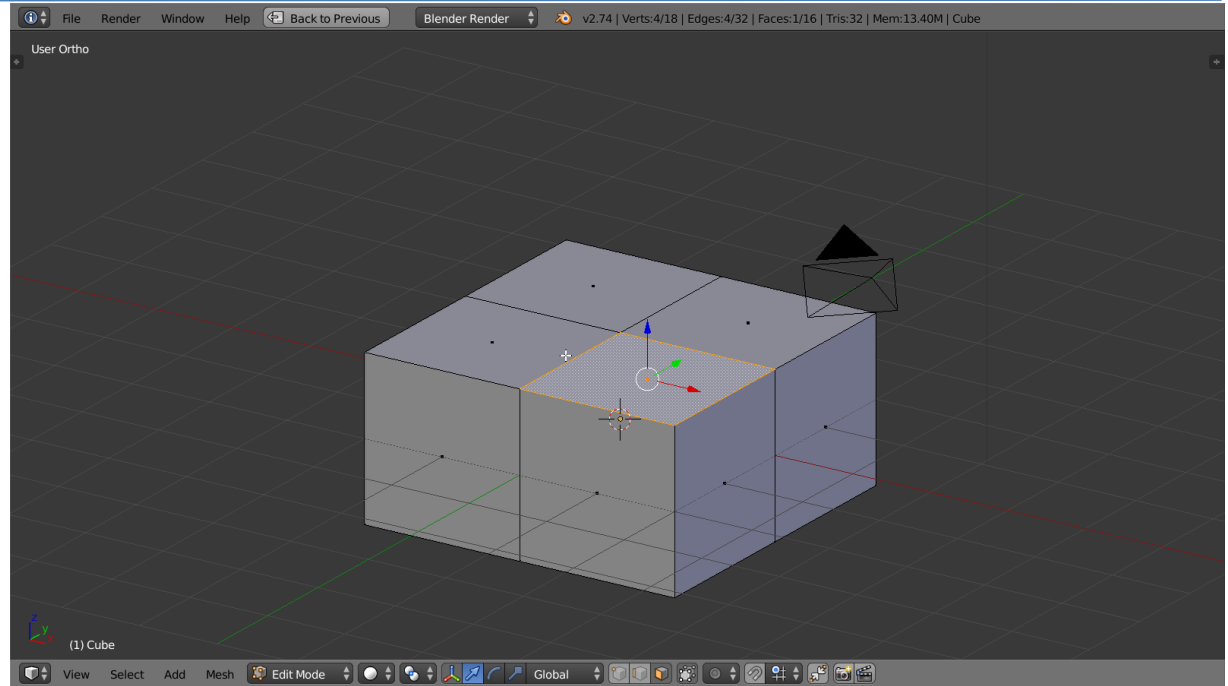 File Render Window Help Back to Previous Blender Render v2.74 | Verts:4/18 | Edges:4/32 | Faces:1/16 | Tris:32 | Mem:13.40M | Cube
User Ortho
z
y
x
(1) Cube
View Select Add Mesh Edit Mode Global